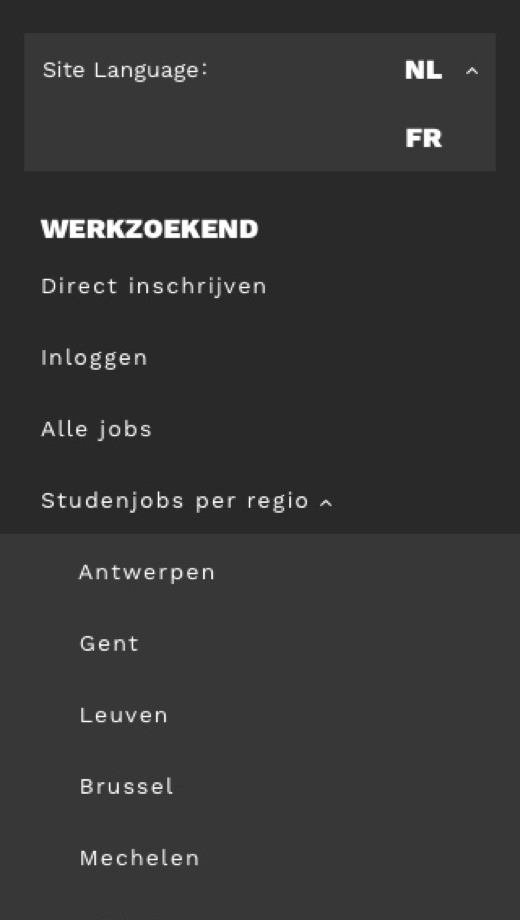 Site Language: NL
FR
WERKZOEKEND
Direct inschrijven
Inloggen
Alle jobs
Studenjobs per regio
Antwerpen
Gent
Leuven
Brussel
Mechelen